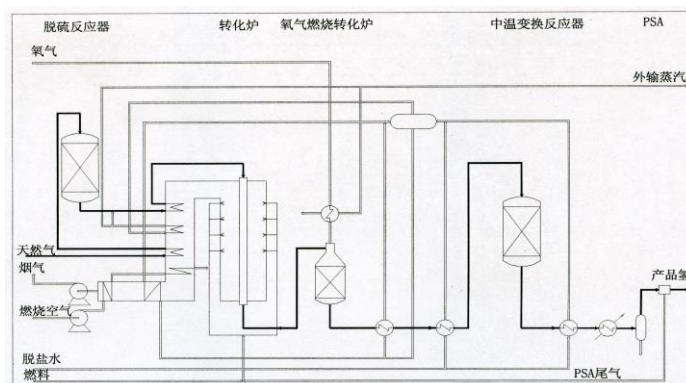 脱硫反应器 转化炉 氧气燃烧转化炉 中温变换反应器 PSA
氧气
外输蒸汽
天然气
烟气
产品氢
燃烧空气
脱盐水
燃料 PSA尾气